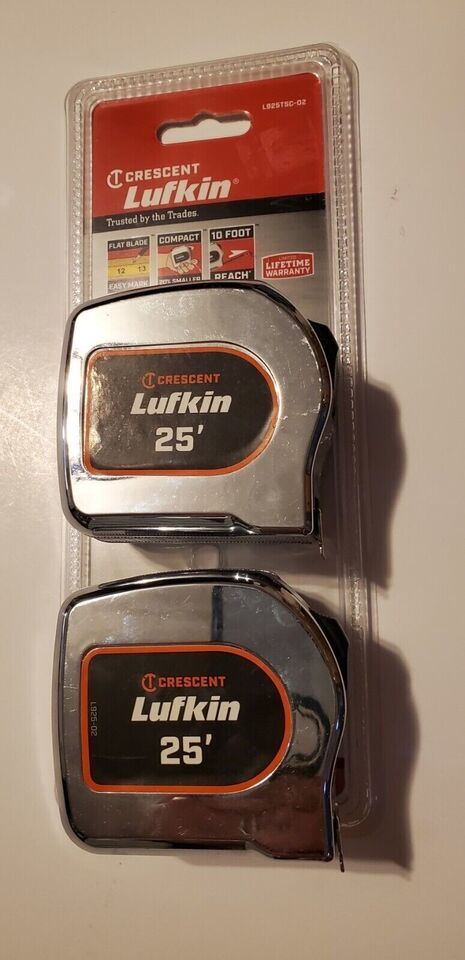 L925TSC-02
CRESCENT
Lufkin®
Trusted by the Trades.
FLAT BLADE
12 13
EASY MARK
COMPACT
20% SMALLER
10 FOOT
REACH*
LIMITED
LIFETIME
WARRANTY
CRESCENT
Lufkin
25'
CRESCENT
Lufkin
25'
L925-02